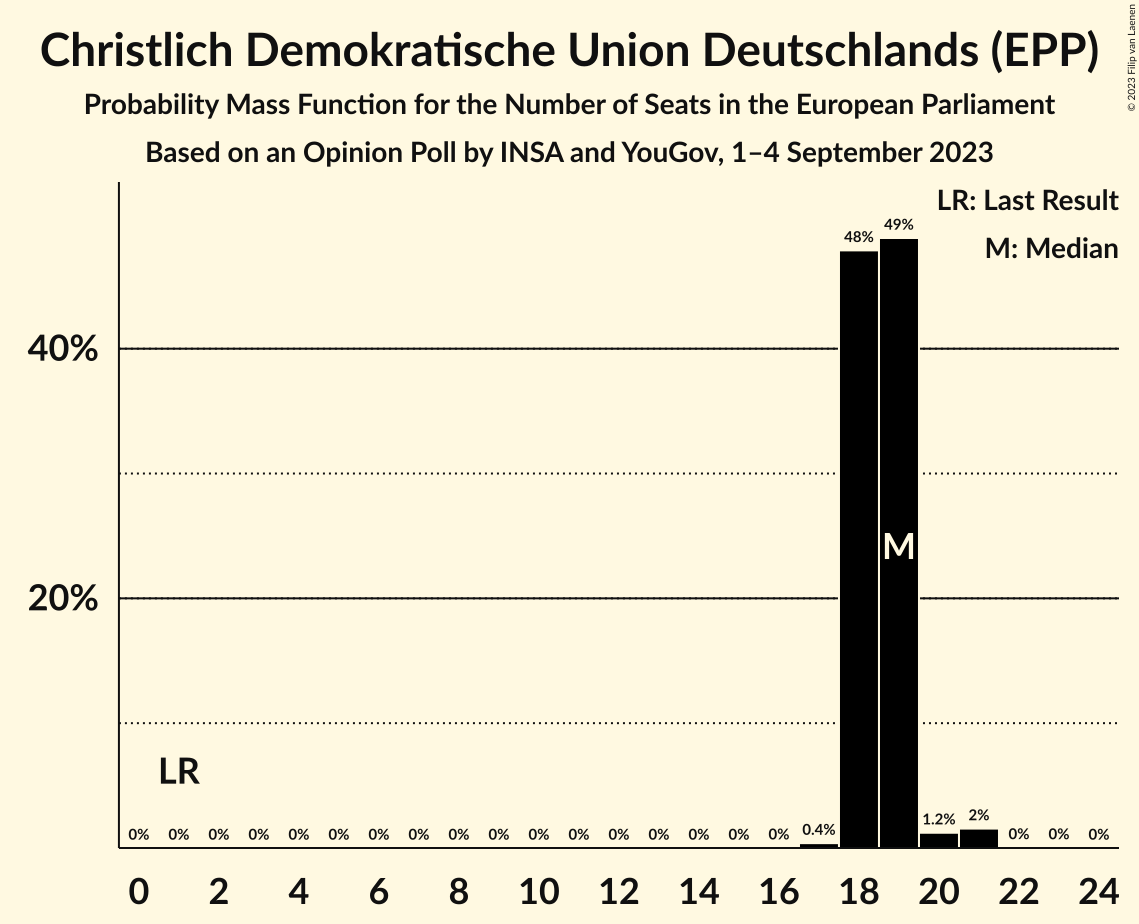 Christlich Demokratische Union Deutschlands (EPP)
Probability Mass Function for the Number of Seats in the European Parliament
Based on an Opinion Poll by INSA and YouGov, 1–4 September 2023
© 2023 Filip van Laenen
LR: Last Result
M: Median
48%
49%
40%
M
20%
LR
0% 0% 0% 0% 0% 0% 0% 0% 0% 0% 0% 0% 0% 0% 0% 0% 0% 0.4% 1.2% 2% 0% 0% 0%
0 2 4 6 8 10 12 14 16 18 20 22 24